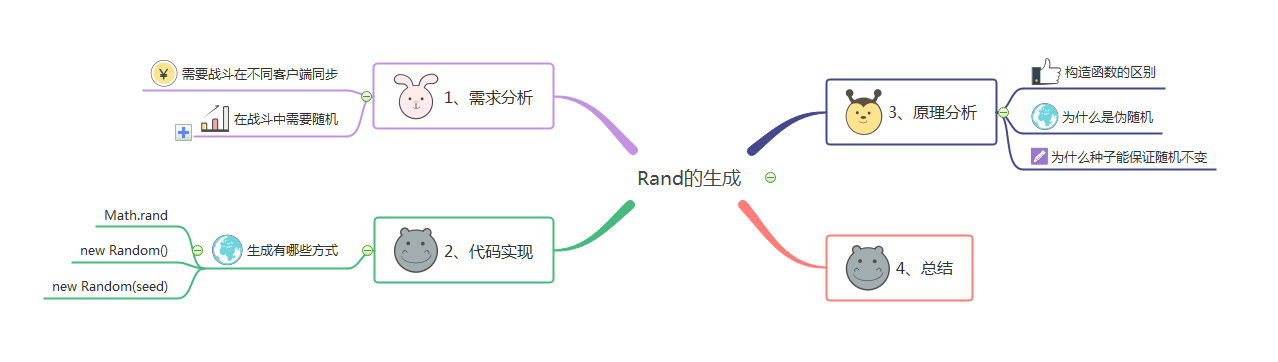 Rand的生成
1、需求分析
需要战斗在不同客户端同步
¥
在战斗中需要随机
2、代码实现
生成有哪些方式
Math.rand
new Random()
new Random(seed)
3、原理分析
构造函数的区别
为什么是伪随机
为什么种子能保证随机不变
4、总结